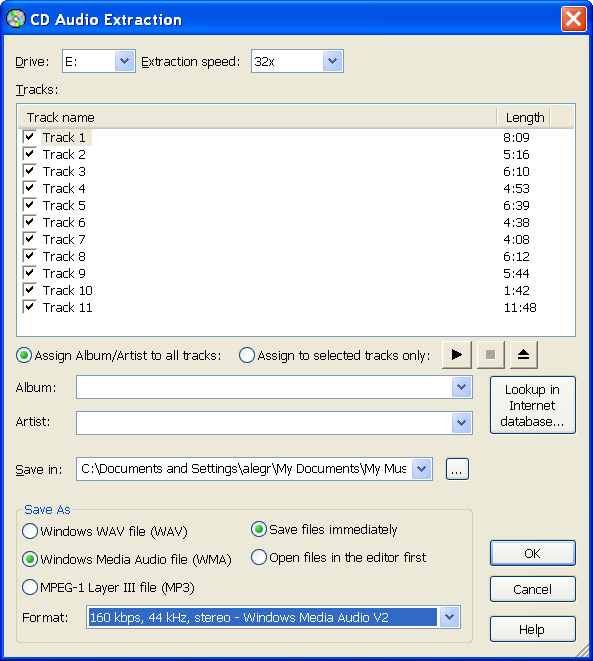 CD Audio Extraction
Drive: E: Extraction speed: 32x
Tracks:
Track name Length
Track 1 8:09
Track 2 5:16
Track 3 6:10
Track 4 4:53
Track 5 6:39
Track 6 4:38
Track 7 4:08
Track 8 6:12
Track 9 5:44
Track 10 1:42
Track 11 11:48
Assign Album/Artist to all tracks: Assign to selected tracks only:
Album:
Lookup in
Internet
database...
Artist:
Save in: C:\Documents and Settings\alegr\My Documents\My Mus ...
Save As
Windows WAV file (WAV) Save files immediately
Windows Media Audio file (WMA) Open files in the editor first
MPEG-1 Layer III file (MP3)
Format: 160 kbps, 44 kHz, stereo - Windows Media Audio V2
OK
Cancel
Help